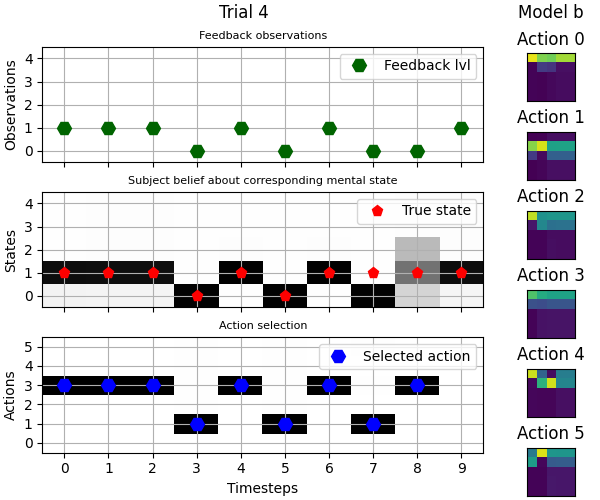 Trial 4
Feedback observations
Observations
4
3
2
1
0
Feedback lvl
Subject belief about corresponding mental state
States
4
3
2
1
0
True state
Action selection
Actions
5
4
3
2
1
0
Selected action
0 1 2 3 4 5 6 7 8 9
Timesteps
Model b
Action 0
Action 1
Action 2
Action 3
Action 4
Action 5